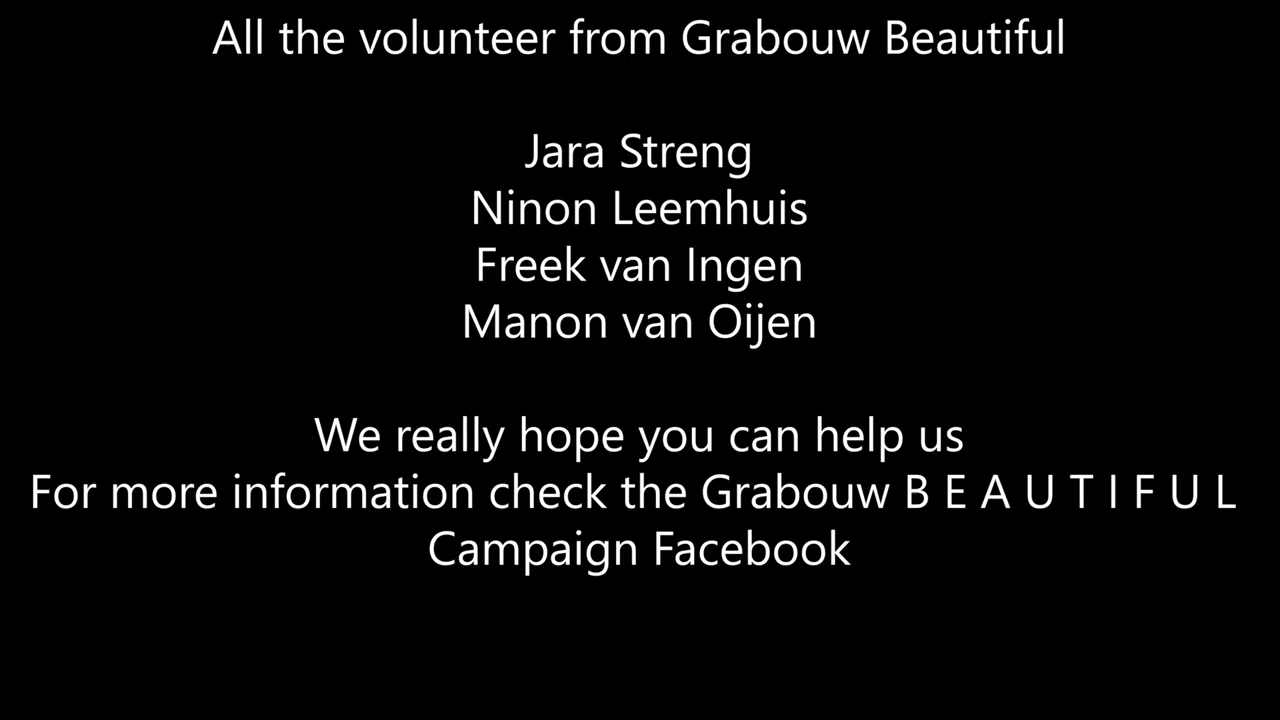 All the volunteer from Grabouw Beautiful
Jara Streng
Ninon Leemhuis
Freek van Ingen
Manon van Oijen
We really hope you can help us
For more information check the Grabouw B E A U T I F U L
Campaign Facebook